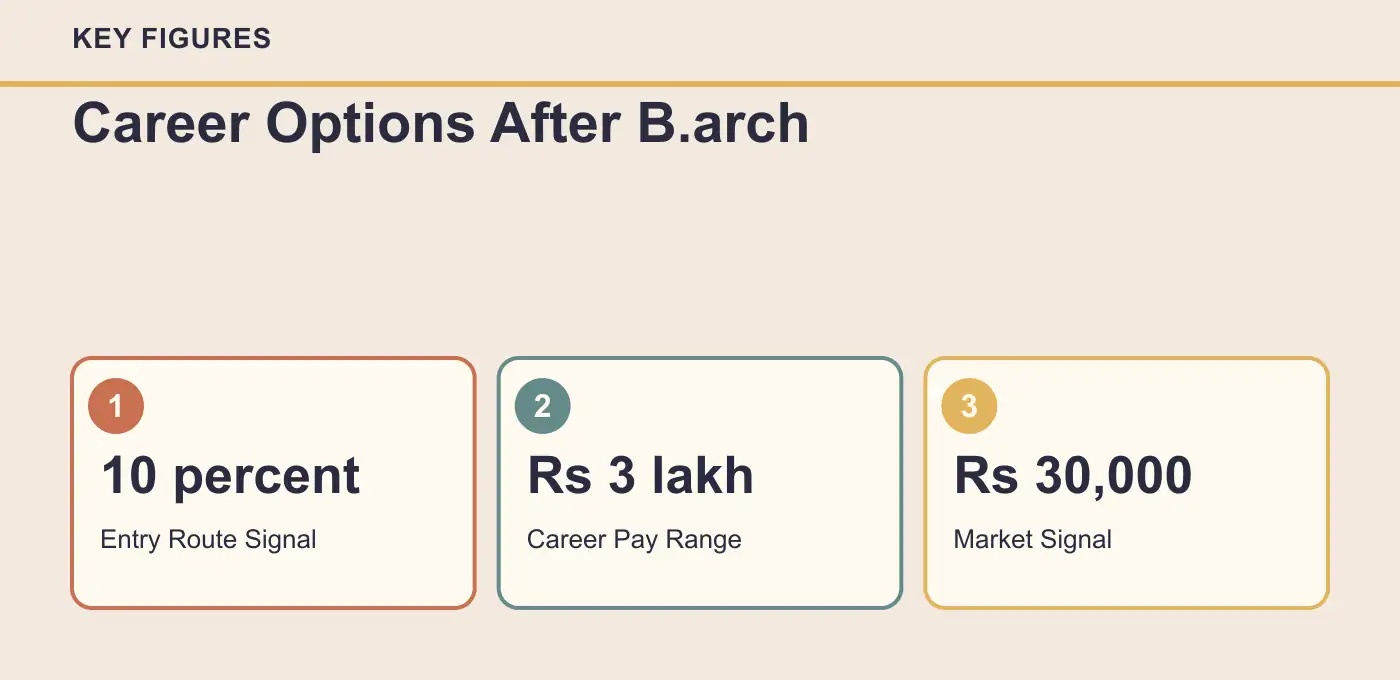 KEY FIGURES
Career Options After B.arch
1
10 percent
Entry Route Signal
2
Rs 3 lakh
Career Pay Range
3
Rs 30,000
Market Signal